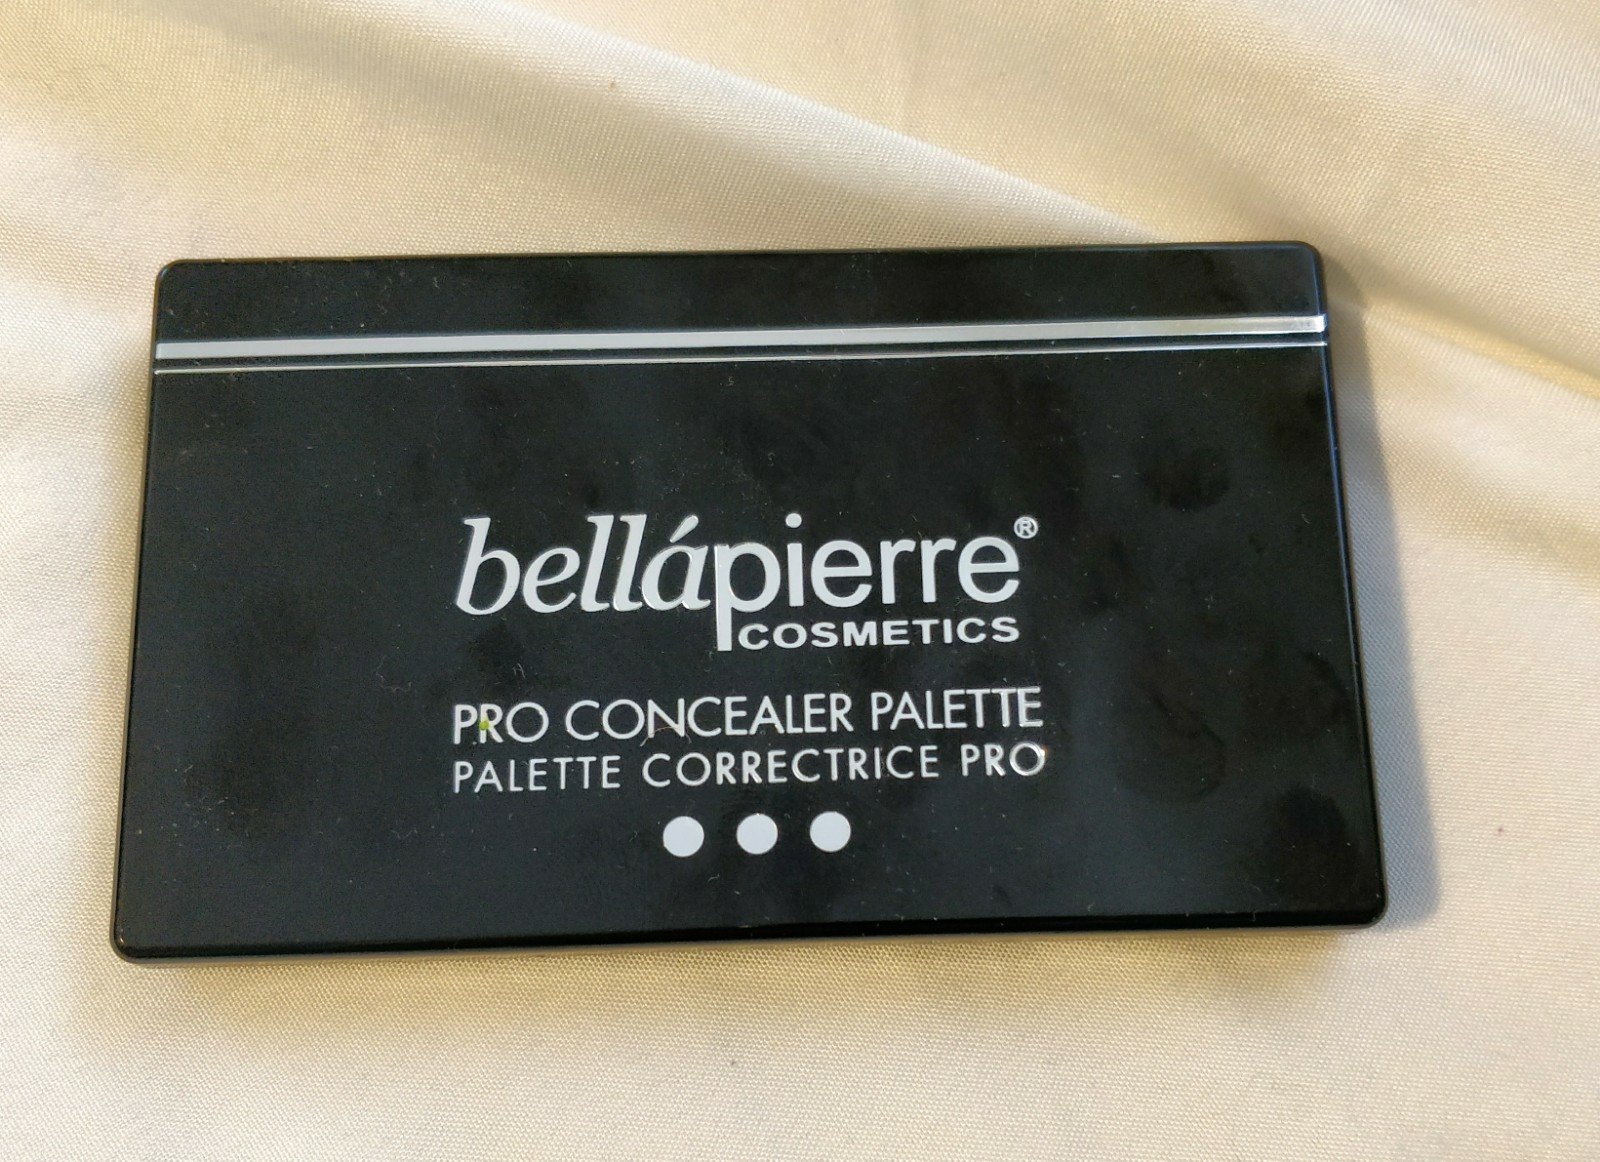 bellápierre®
COSMETICS
PRO CONCEALER PALETTE
PALETTE CORRECTRICE PRO